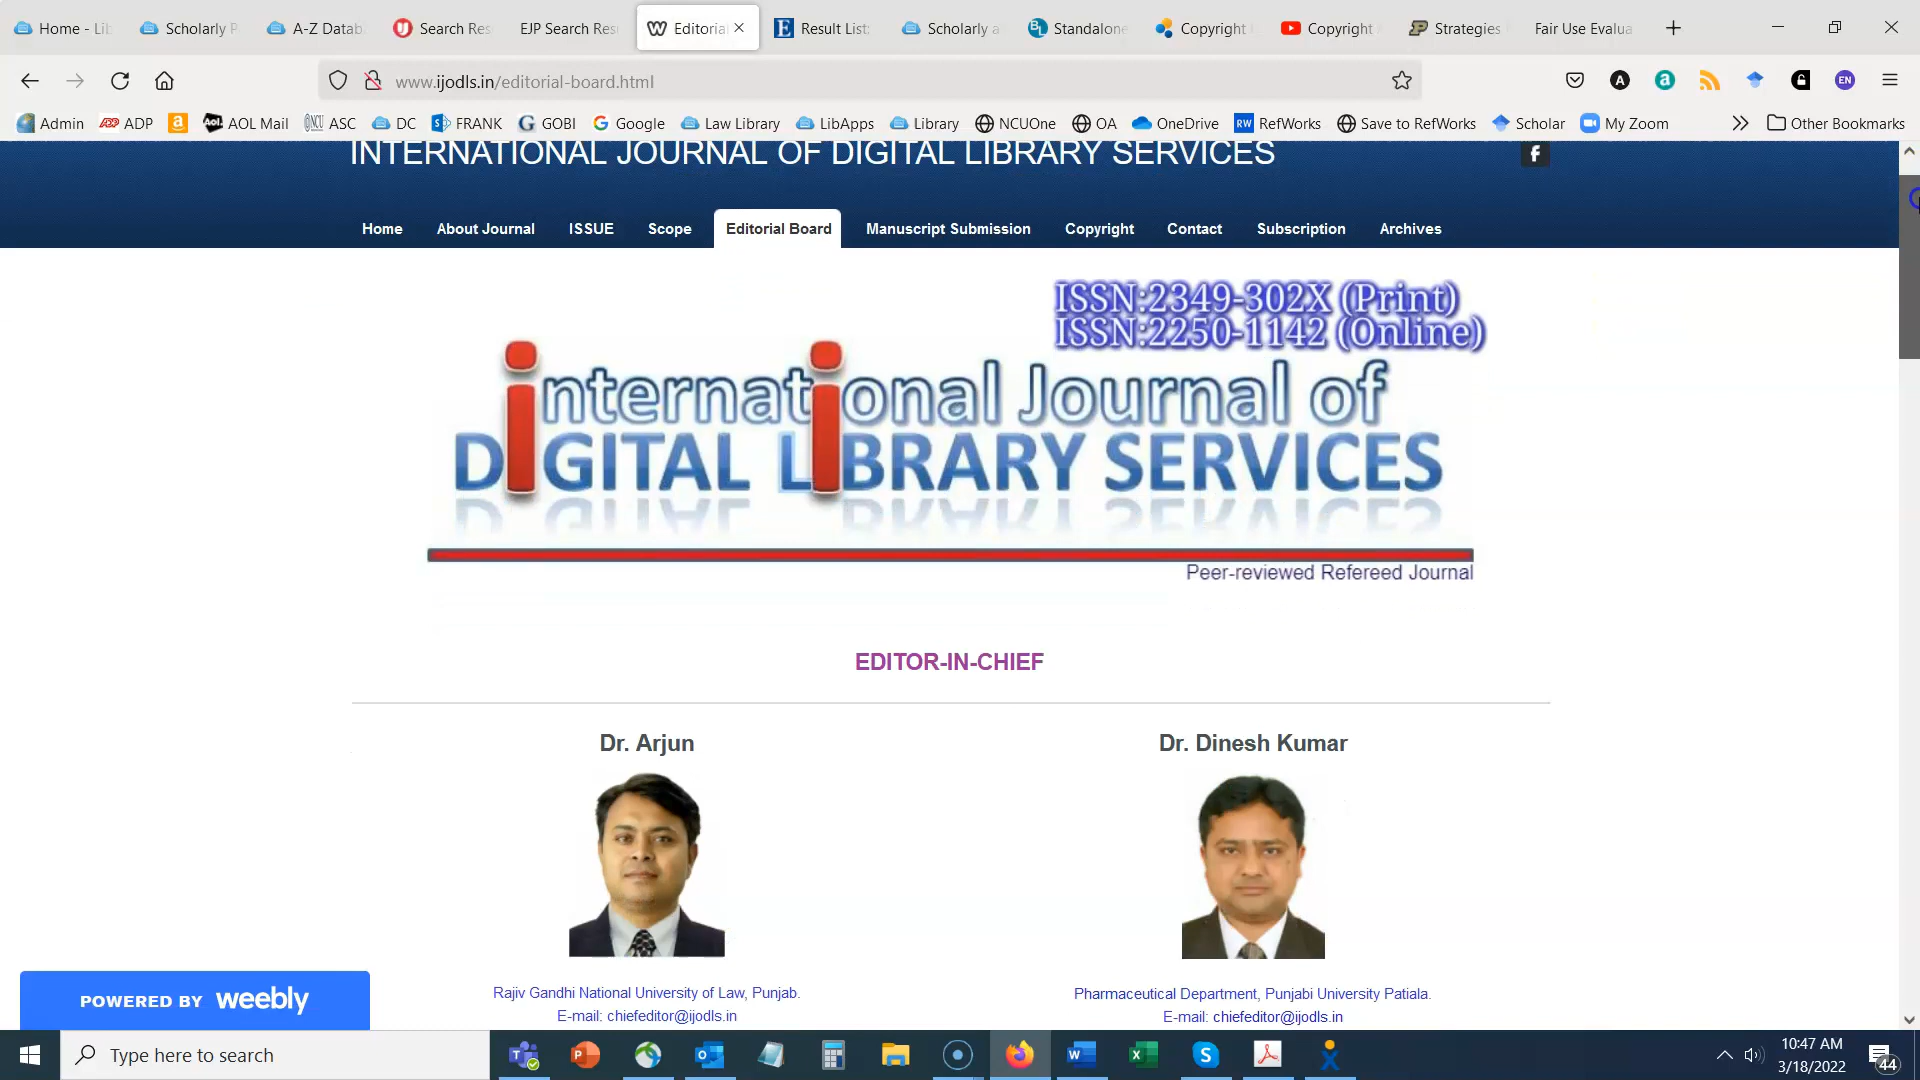 Home - Lib
Scholarly P
A-Z Datab
Search Res
EJP Search Res
Editorial
Result List:
Scholarly a
Standalone
Copyright
Copyright
Strategies
Fair Use Evalua
www.ijodls.in/editorial-board.html
EN
Admin ADP AOL Mail ASC DC FRANK GOBI Google Law Library LibApps Library NCUOne OA OneDrive RefWorks Save to RefWorks Scholar My Zoom Other Bookmarks
INTERNATIONAL JOURNAL OF DIGITAL LIBRARY SERVICES
Home About Journal ISSUE Scope Editorial Board Manuscript Submission Copyright Contact Subscription Archives
ISSN:2349-302X (Print)
ISSN:2250-1142 (Online)
international Journal of
DiGITAL LiBRARY SERVICES
Peer-reviewed Refereed Journal
EDITOR-IN-CHIEF
Dr. Arjun
Dr. Dinesh Kumar
Rajiv Gandhi National University of Law, Punjab.
E-mail: chiefeditor@ijodls.in
Pharmaceutical Department, Punjabi University Patiala.
E-mail: chiefeditor@ijodls.in
POWERED BY weebly
Type here to search
10:47 AM
3/18/2022
44